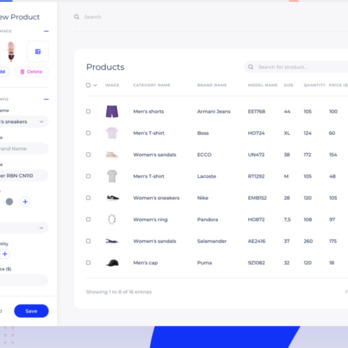 ew Product
Search
Products
Search for product...
Delete
IMAGE
CATEGORY NAME
BRAND NAME
MODEL NAME
SIZE
QUANTITY
PRICE ($)
Men's shorts Armani Jeans EE1768 44 105 100
Men's T-shirt Boss HO724 XL 124 60
Women's sandals ECCO UN472 38 172 154
Men's T-shirt Lacoste RT1292 M 105 48
Women's sneakers Nike EM8152 28 120 105
Women's ring Pandora HO872 7,5 108 97
Women's sandals Salamander AE2416 37 260 175
Men's cap Puma SZ1082 32 120 18
's sneakers
rand Name
er RBN CN110
Showing 1 to 8 of 16 entries
Save